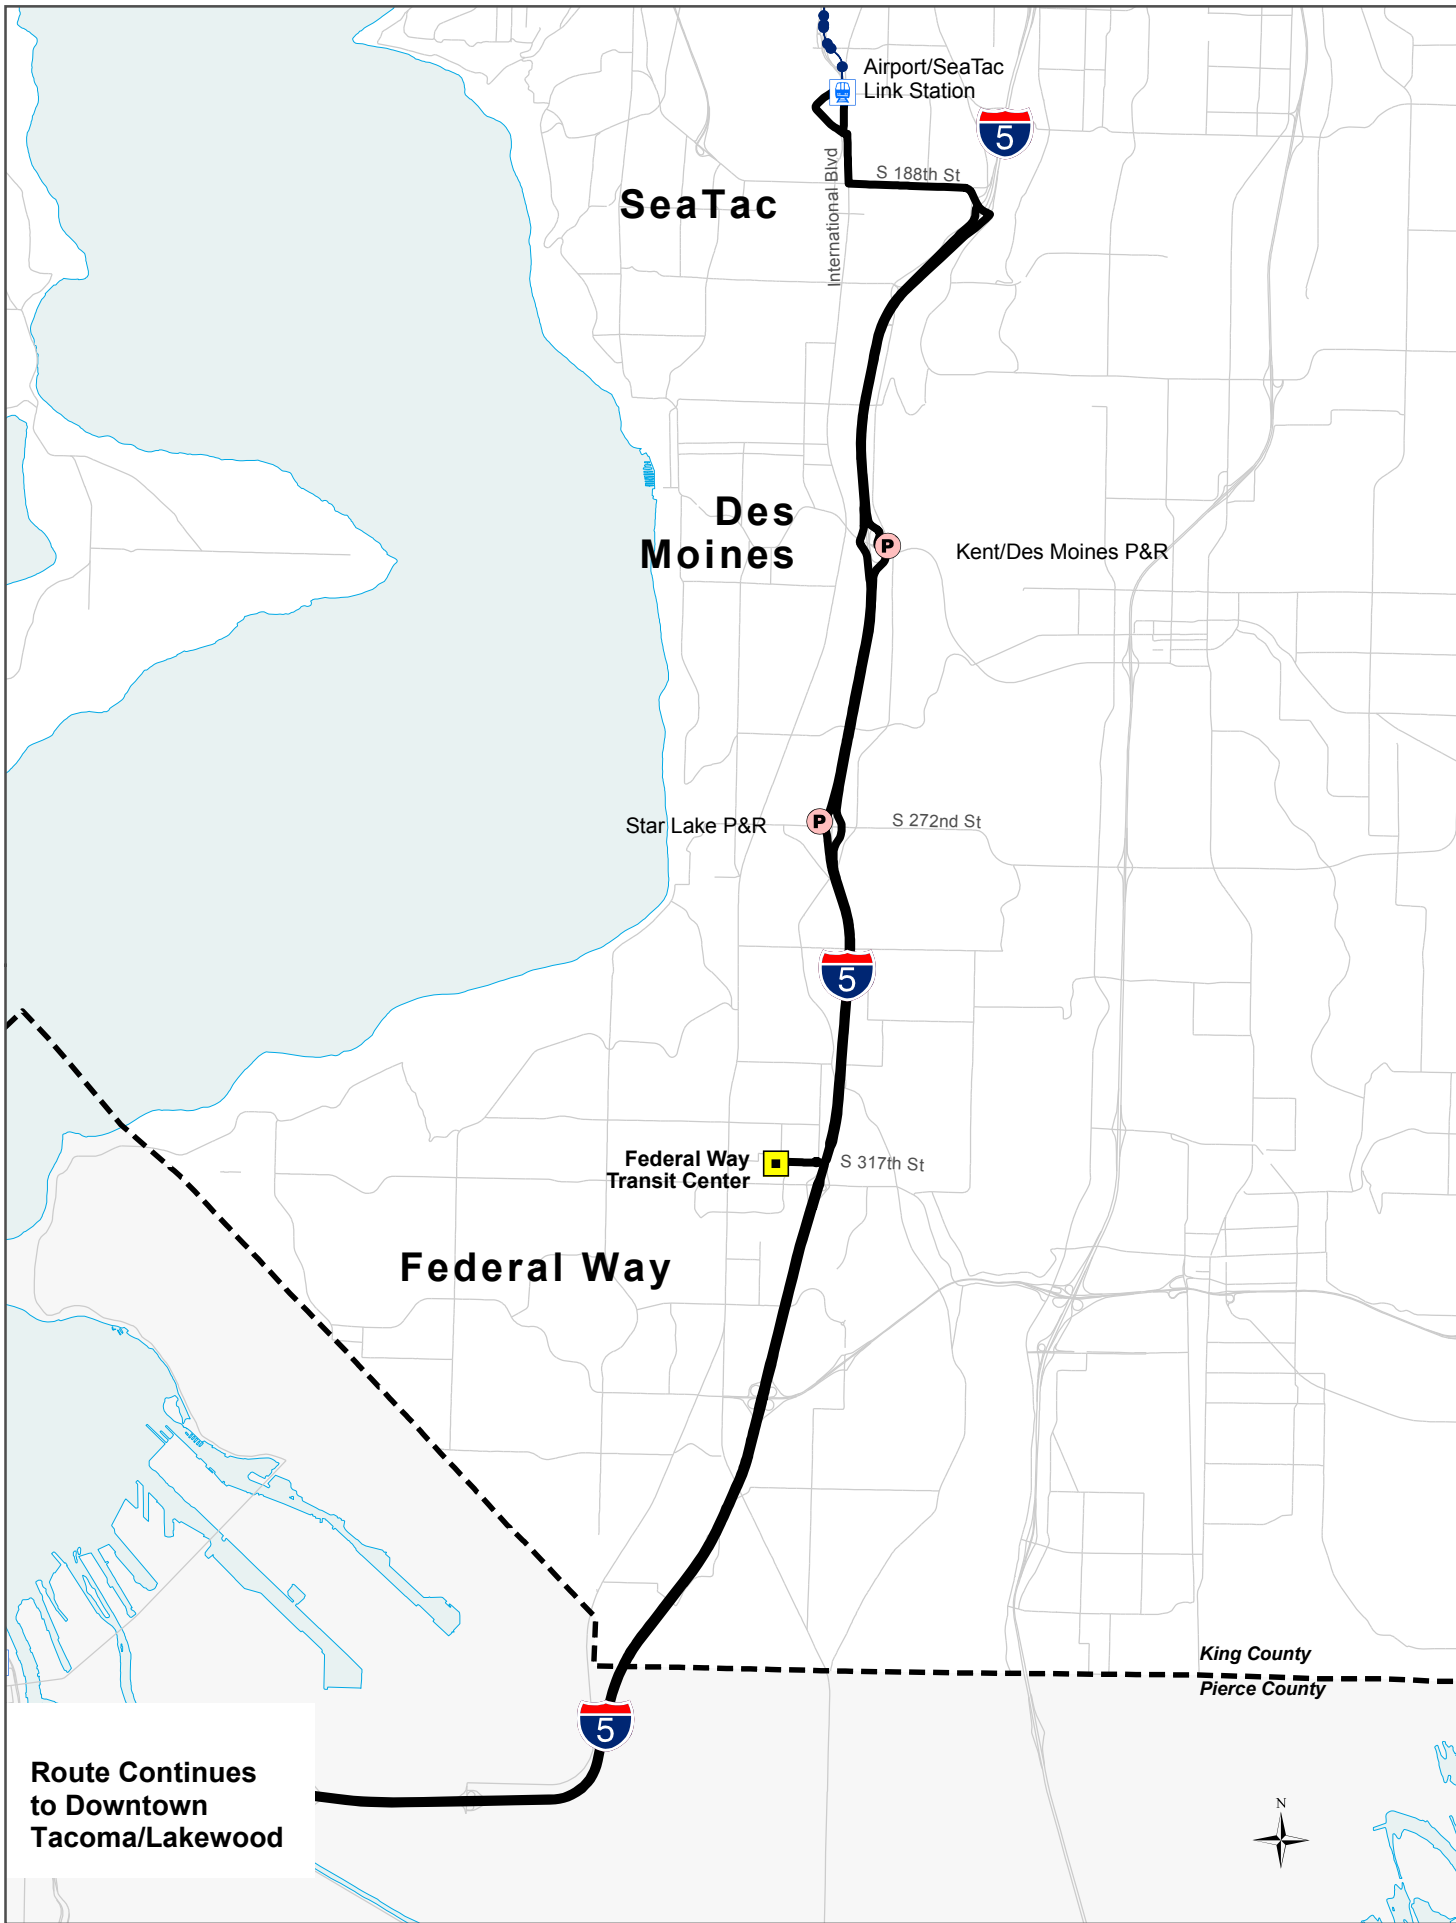 Airport/SeaTac
Link Station
5
S 188th St
International Blvd
SeaTac
Des
Moines
P
Kent/Des Moines P&R
Star Lake P&R
P
S 272nd St
5
Federal Way
Transit Center
S 317th St
Federal Way
King County
Pierce County
5
Route Continues
to Downtown
Tacoma/Lakewood
N